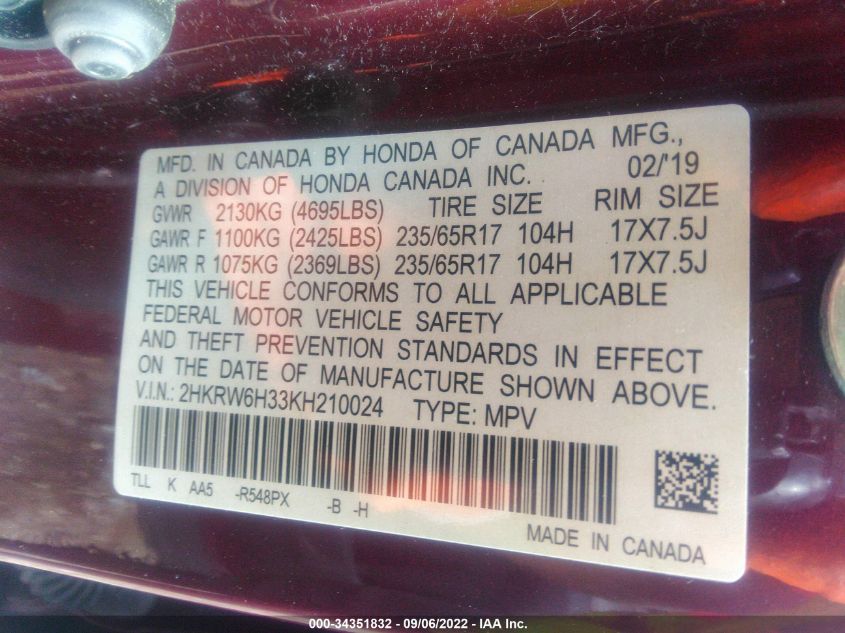 MFD. IN CANADA BY HONDA OF CANADA MFG.,
A DIVISION OF HONDA CANADA INC. 02/'19
GVWR 2130KG (4695LBS) TIRE SIZE RIM SIZE
GAWR F 1100KG (2425LBS) 235/65R17 104H 17X7.5J
GAWR R 1075KG (2369LBS) 235/65R17 104H 17X7.5J
THIS VEHICLE CONFORMS TO ALL APPLICABLE
FEDERAL MOTOR VEHICLE SAFETY
AND THEFT PREVENTION STANDARDS IN EFFECT
ON THE DATE OF MANUFACTURE SHOWN ABOVE.
V.I.N.: 2HKRW6H33KH210024 TYPE: MPV
TLL K AA5 -R548PX -B -H
MADE IN CANADA
000-34351832 - 09/06/2022 - IAA Inc.